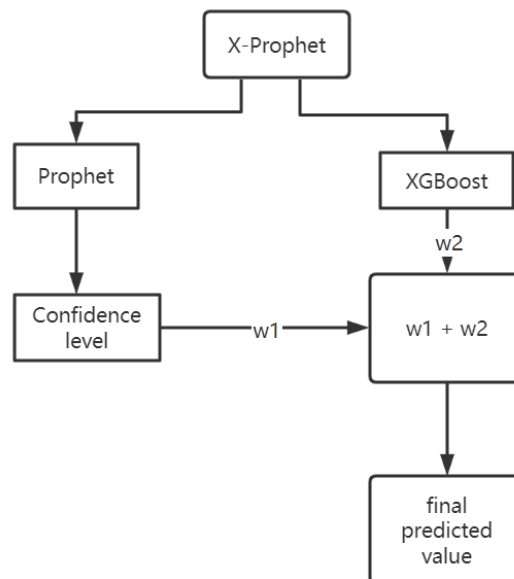 X-Prophet
Prophet
XGBoost
w2
Confidence
level
w1
w1 + w2
final
predicted
value